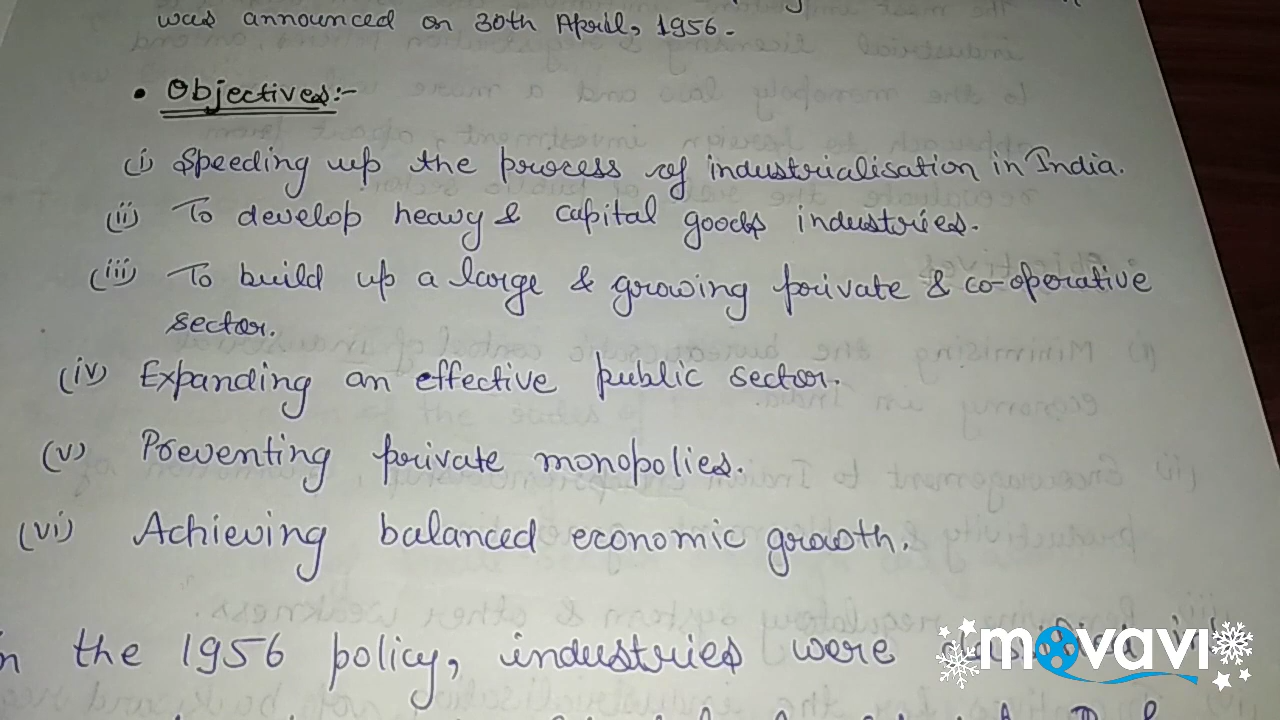 was announced on 30th April, 1956.
• Objectives:-
(i) Speeding up the process of industrialisation in India.
(ii) To develop heavy & capital goods industries.
(iii) To build up a large & growing private & co-operative
sector.
(iv) Expanding an effective public sector.
(v) Preventing private monopolies.
(vi) Achieving balanced economic growth.
the 1956 policy, industries were
movavi